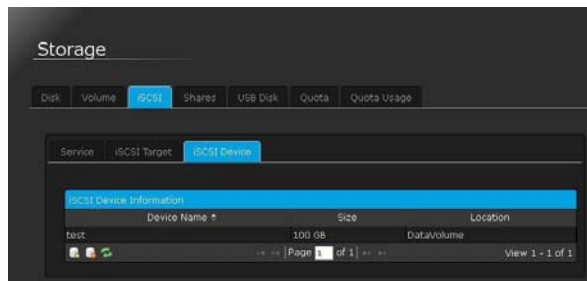 Storage
Disk Volume iSCSI Shares USB Disk Quota Quota Usage
Service iSCSI Target iSCSI Device
iSCSI Device Information
Device Name Size Location
test 100 GB DataVolume
Page 1 of 1 View 1 - 1 of 1